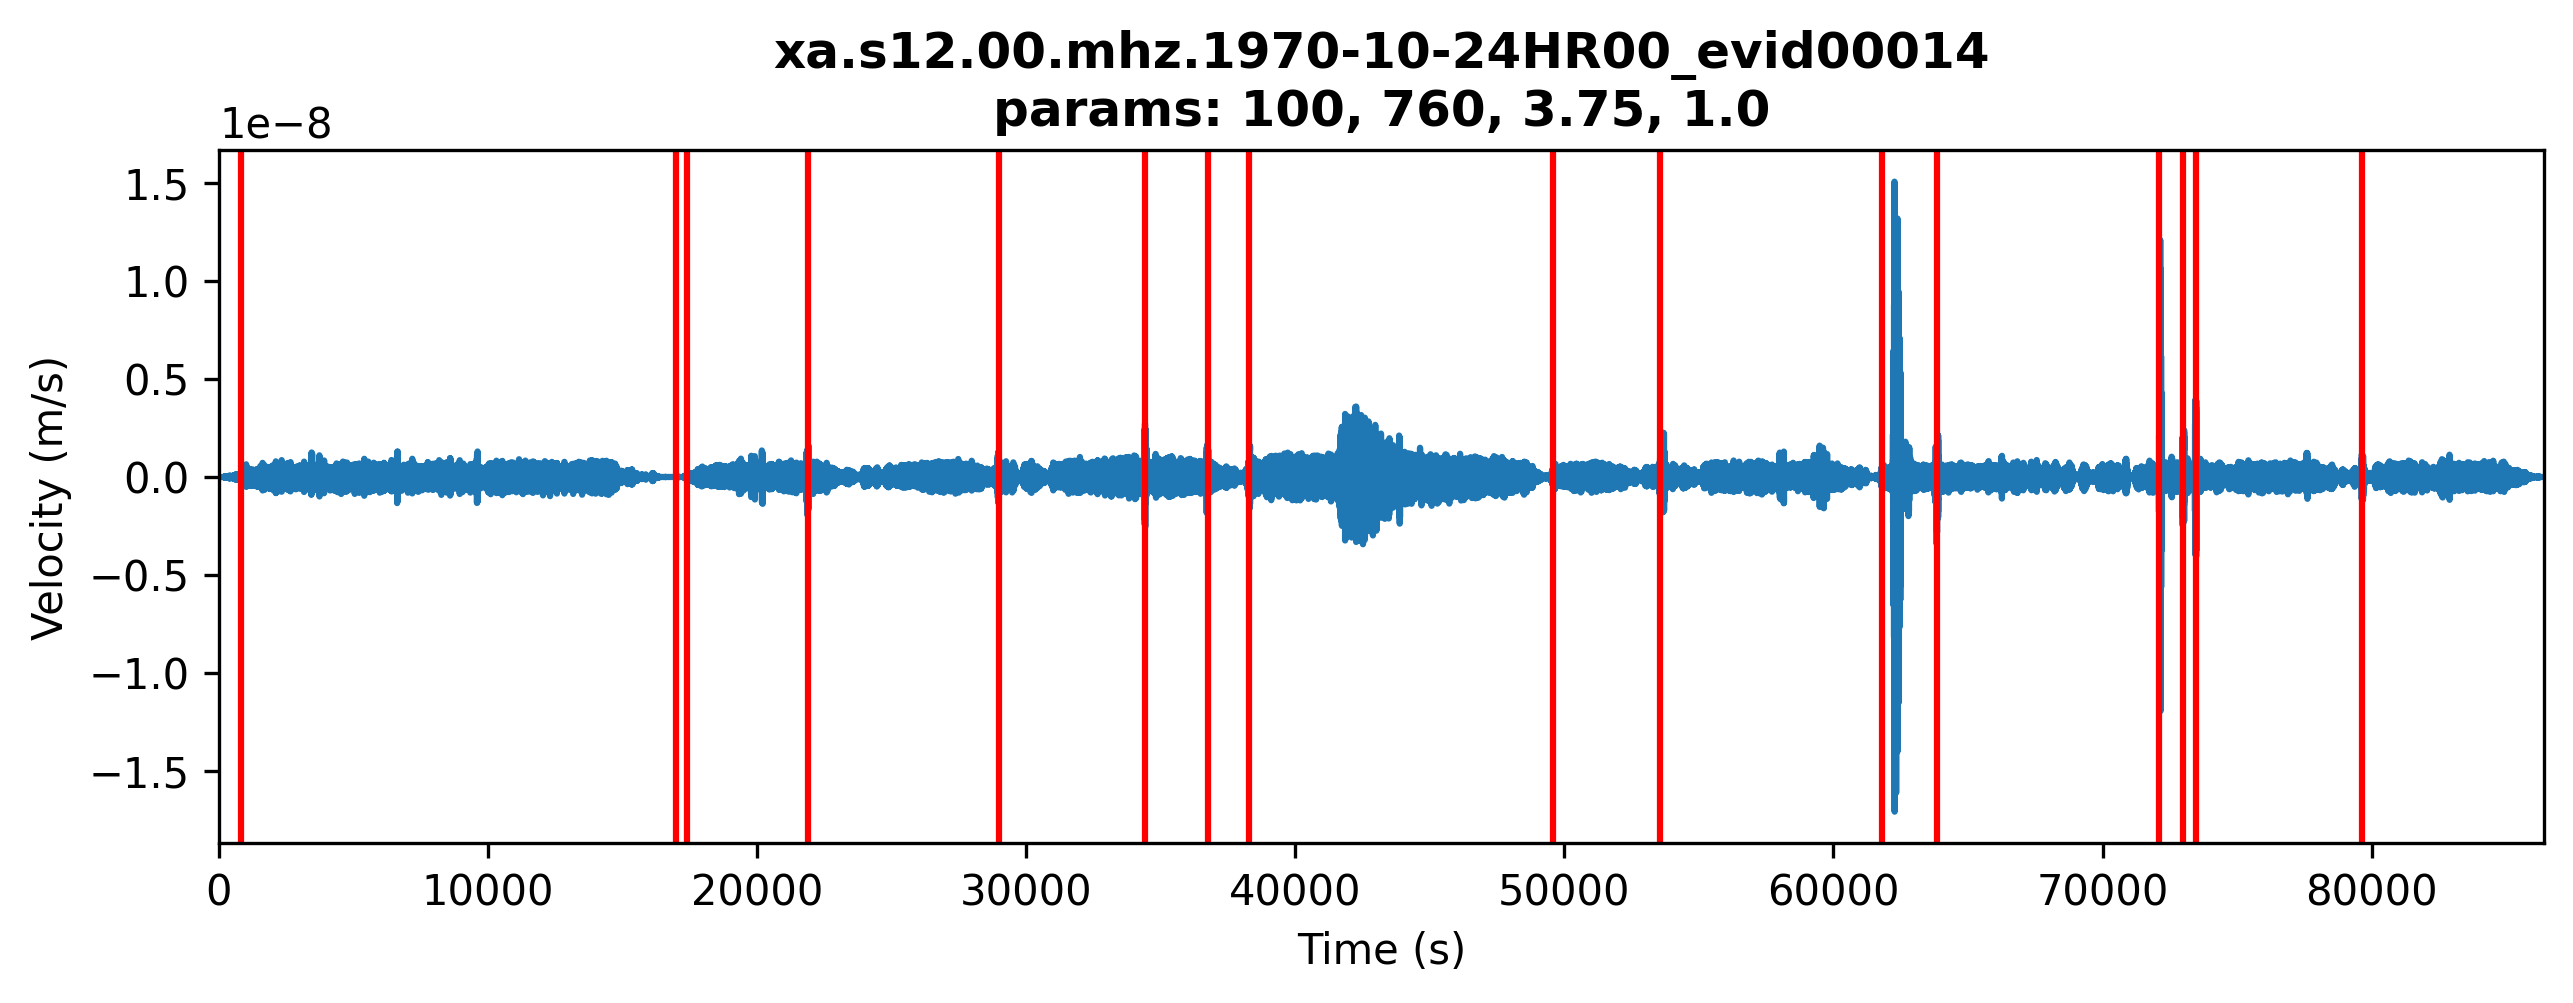 xa.s12.00.mhz.1970-10-24HR00_evid00014
params: 100, 760, 3.75, 1.0
1e−8
1.5
1.0
0.5
0.0
−0.5
−1.0
−1.5
Velocity (m/s)
0 10000 20000 30000 40000 50000 60000 70000 80000
Time (s)